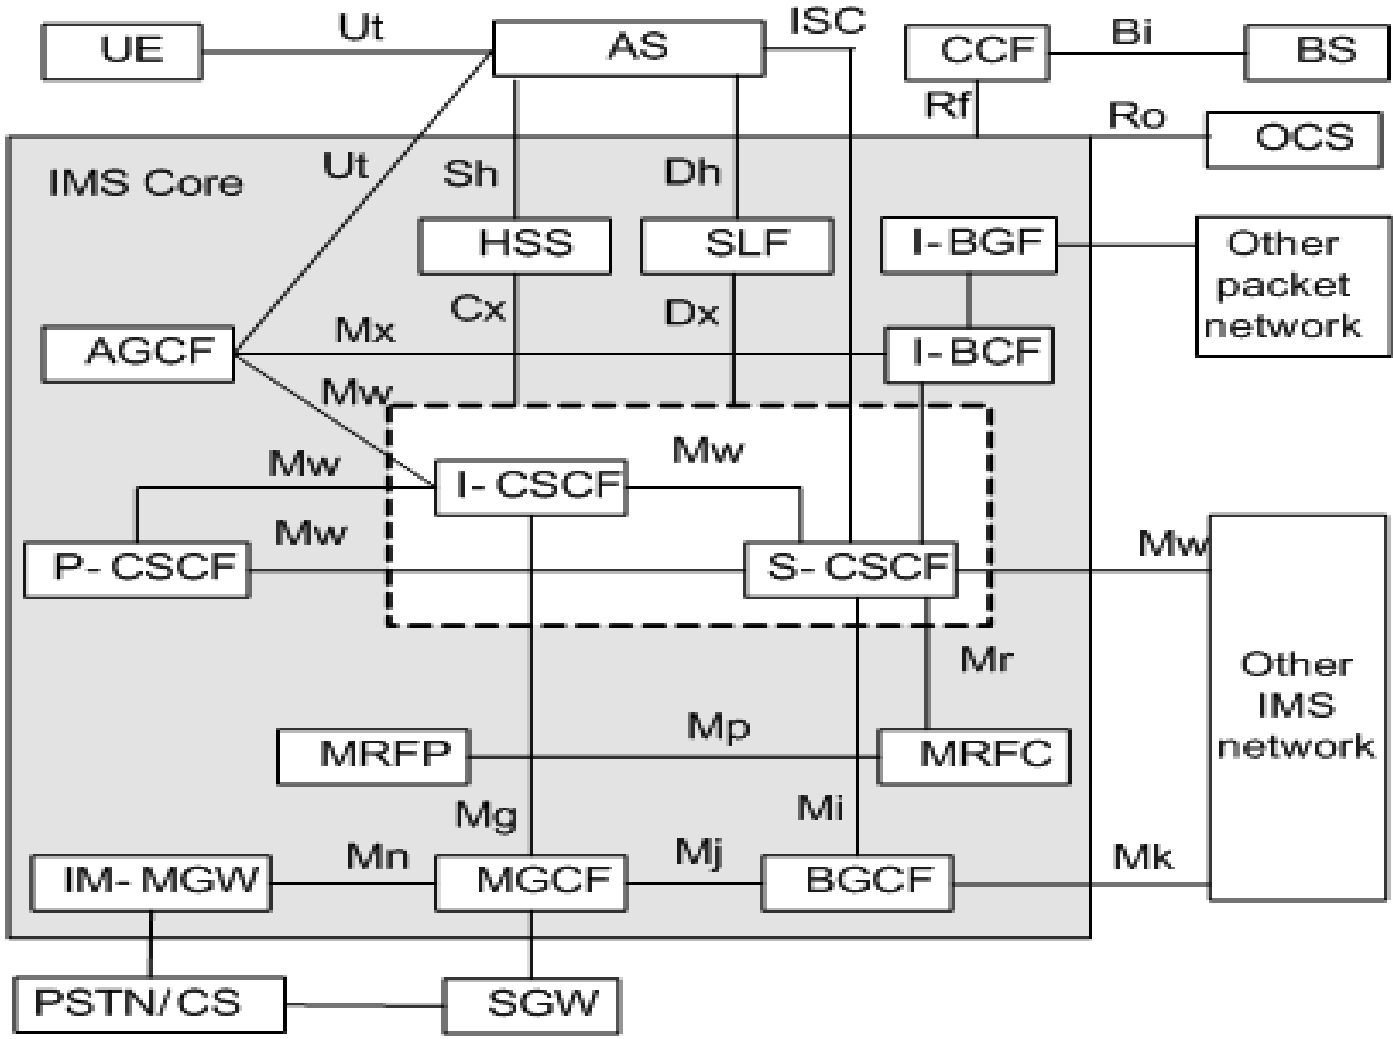 UE
Ut
AS
ISC
CCF
Bi
BS
Rf
Ro
OCS
IMS Core
Ut
Sh
Dh
HSS
SLF
I-BGF
Other
packet
network
Cx
Dx
AGCF
Mx
I-BCF
Mw
Mw
I-CSCF
Mw
P-CSCF
Mw
S-CSCF
Mw
Mr
Other
IMS
network
MRFP
Mp
MRFC
Mg
Mi
IM-MGW
Mn
MGCF
Mj
BGCF
Mk
PSTN/CS
SGW